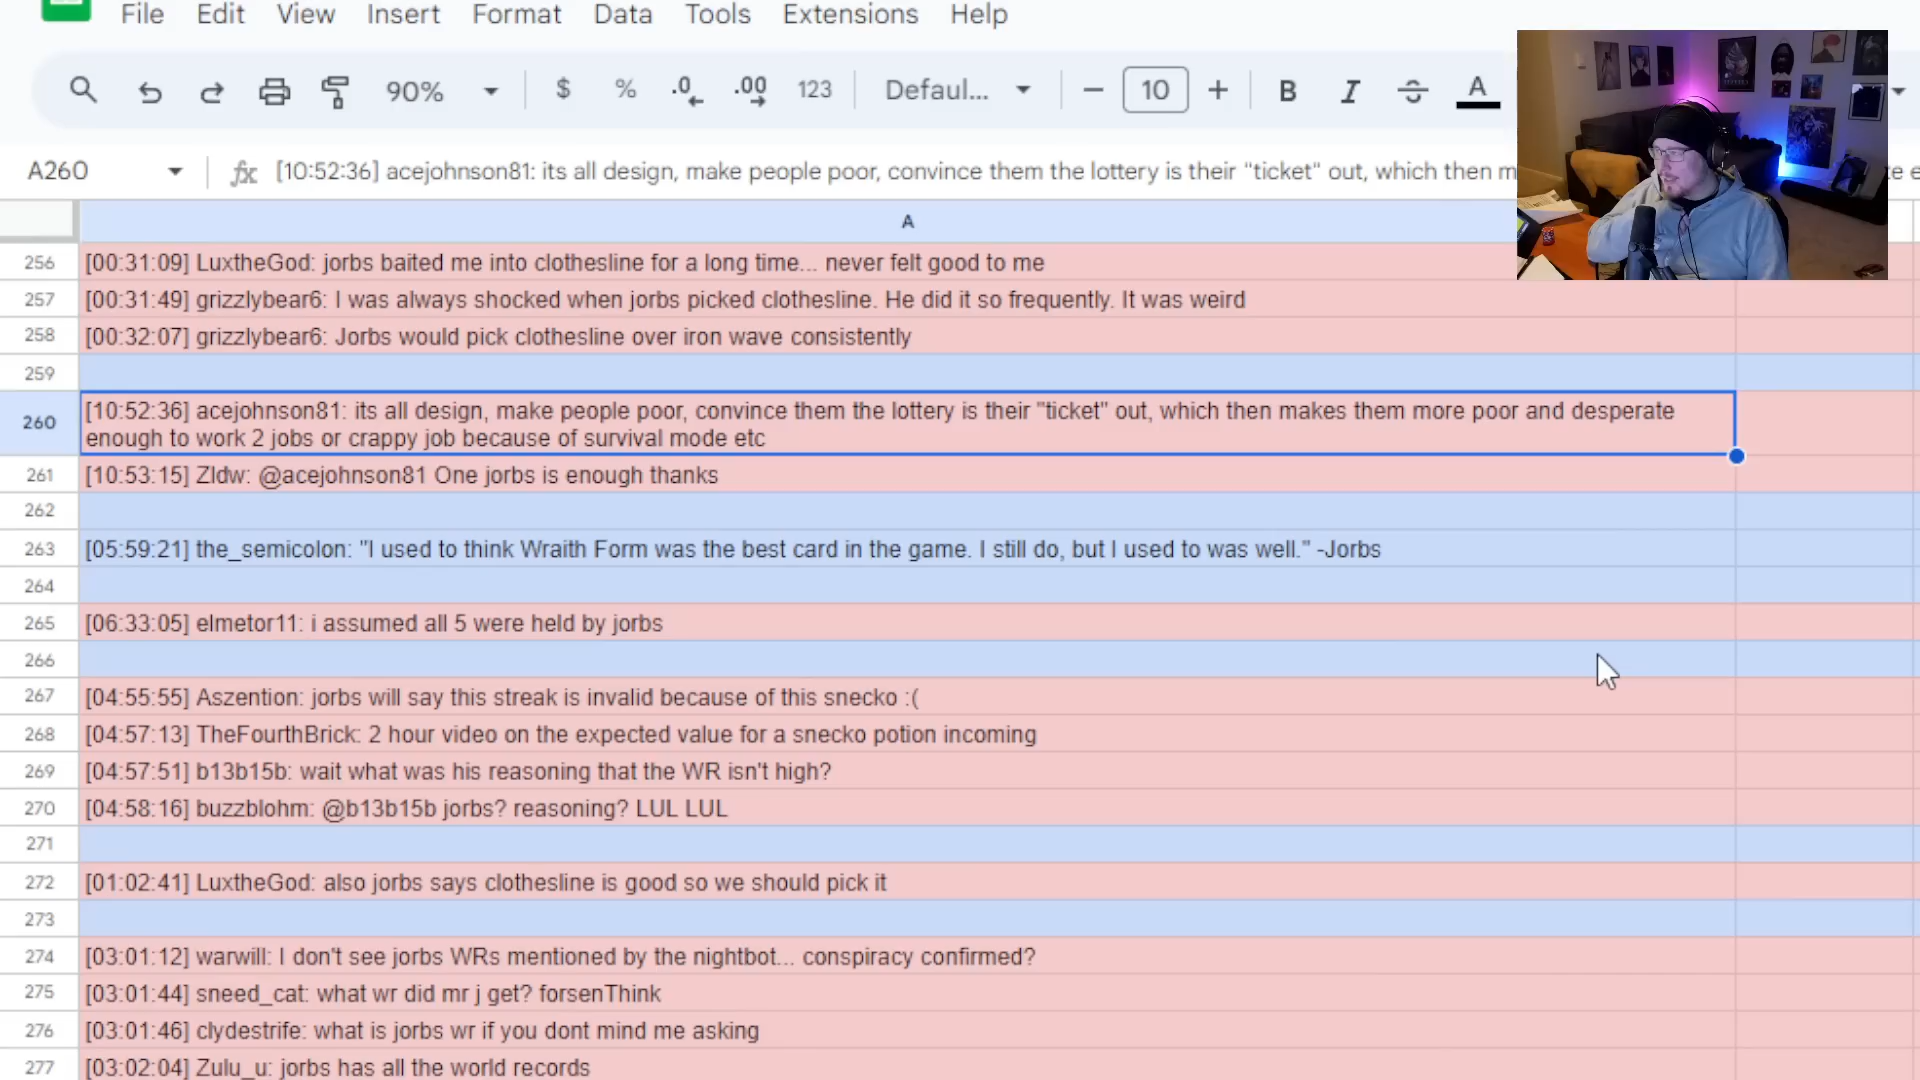 File Edit View Insert Format Data Tools Extensions Help
90% $ % .0 .00 123 Defaul... 10 B I A
A260 fx [10:52:36] acejohnson81: its all design, make people poor, convince them the lottery is their "ticket" out, which then m
A
256 [00:31:09] LuxtheGod: jorbs baited me into clothesline for a long time... never felt good to me
257 [00:31:49] grizzlybear6: I was always shocked when jorbs picked clothesline. He did it so frequently. It was weird
258 [00:32:07] grizzlybear6: Jorbs would pick clothesline over iron wave consistently
259
260 [10:52:36] acejohnson81: its all design, make people poor, convince them the lottery is their "ticket" out, which then makes them more poor and desperate
enough to work 2 jobs or crappy job because of survival mode etc
261 [10:53:15] Zldw: @acejohnson81 One jorbs is enough thanks
262
263 [05:59:21] the_semicolon: "I used to think Wraith Form was the best card in the game. I still do, but I used to was well." -Jorbs
264
265 [06:33:05] elmetor11: i assumed all 5 were held by jorbs
266
267 [04:55:55] Aszention: jorbs will say this streak is invalid because of this snecko :(
268 [04:57:13] TheFourthBrick: 2 hour video on the expected value for a snecko potion incoming
269 [04:57:51] b13b15b: wait what was his reasoning that the WR isn't high?
270 [04:58:16] buzzblohm: @b13b15b jorbs? reasoning? LUL LUL
271
272 [01:02:41] LuxtheGod: also jorbs says clothesline is good so we should pick it
273
274 [03:01:12] warwill: I don't see jorbs WRs mentioned by the nightbot... conspiracy confirmed?
275 [03:01:44] sneed_cat: what wr did mr j get? forsenThink
276 [03:01:46] clydestrife: what is jorbs wr if you dont mind me asking
277 [03:02:04] Zulu_u: jorbs has all the world records